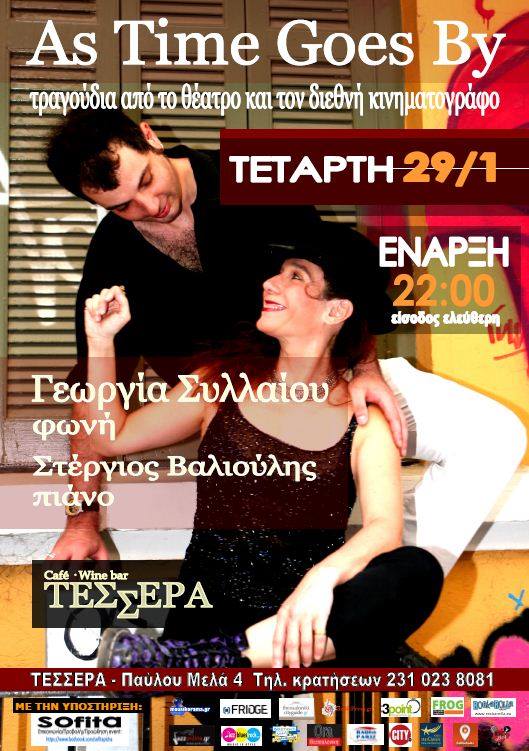 As Time Goes By
τραγούδια από το θέατρο και τον διεθνή κινηματογράφο
ΤΕΤΑΡΤΗ 29/1
ΕΝΑΡΞΗ
22:00
είσοδος ελεύθερη
Γεωργία Συλλαίου
φωνή
Στέργιος Βαλιούλης
πιάνο
Café · Wine bar
ΤΕΣΣΕΡΑ
ΤΕΣΣΕΡΑ - Παύλου Μελά 4 Τηλ. κρατήσεων 231 023 8081
ΜΕ ΤΗΝ ΥΠΟΣΤΗΡΙΞΗ:
sofita
FRIDGE
3point
FROG
CITY